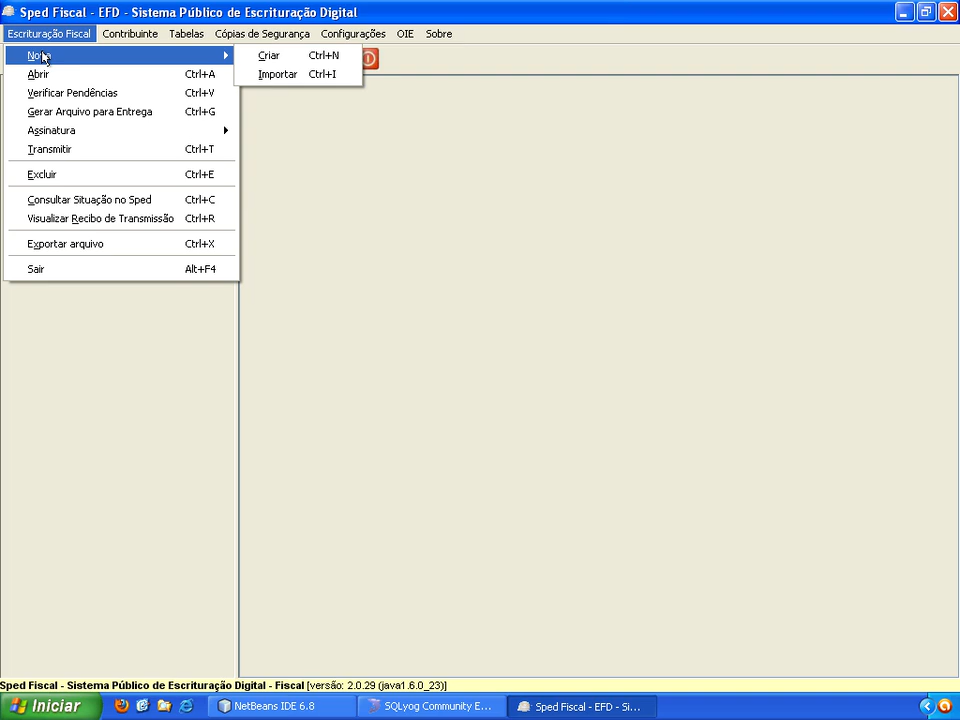 Sped Fiscal - EFD - Sistema Público de Escrituração Digital
Escrituração Fiscal Contribuinte Tabelas Cópias de Segurança Configurações OIE Sobre
Nova
Criar Ctrl+N
Abrir Ctrl+A
Importar Ctrl+I
Verificar Pendências Ctrl+V
Gerar Arquivo para Entrega Ctrl+G
Assinatura
Transmitir Ctrl+T
Excluir Ctrl+E
Consultar Situação no Sped Ctrl+C
Visualizar Recibo de Transmissão Ctrl+R
Exportar arquivo Ctrl+X
Sair Alt+F4
Sped Fiscal - Sistema Público de Escrituração Digital - Fiscal [versão: 2.0.29 (java1.6.0_23)]
Iniciar NetBeans IDE 6.8 SQLyog Community E... Sped Fiscal - EFD - Si...